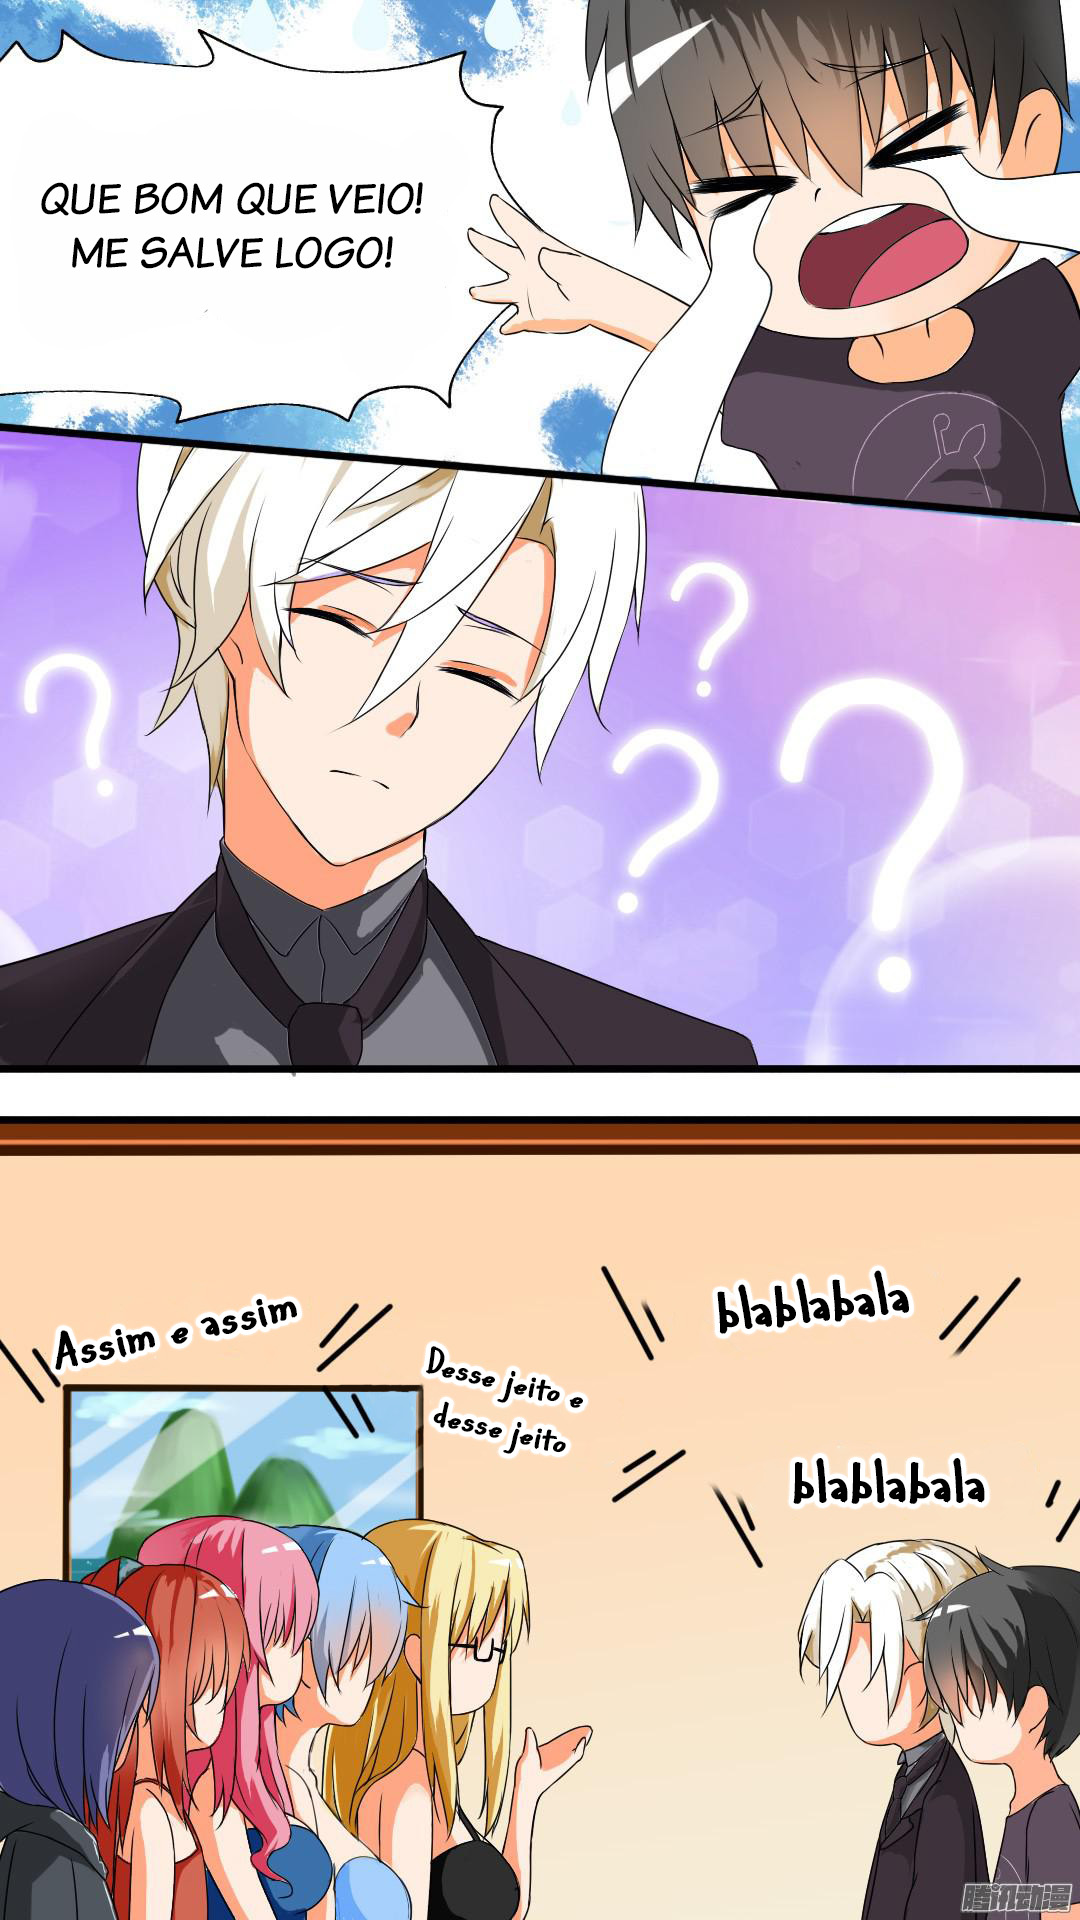 QUE BOM QUE VEIO!
ME SALVE LOGO!
Assim e assim
Desse jeito e
desse jeito
blablabala
blablabala
腾讯动漫